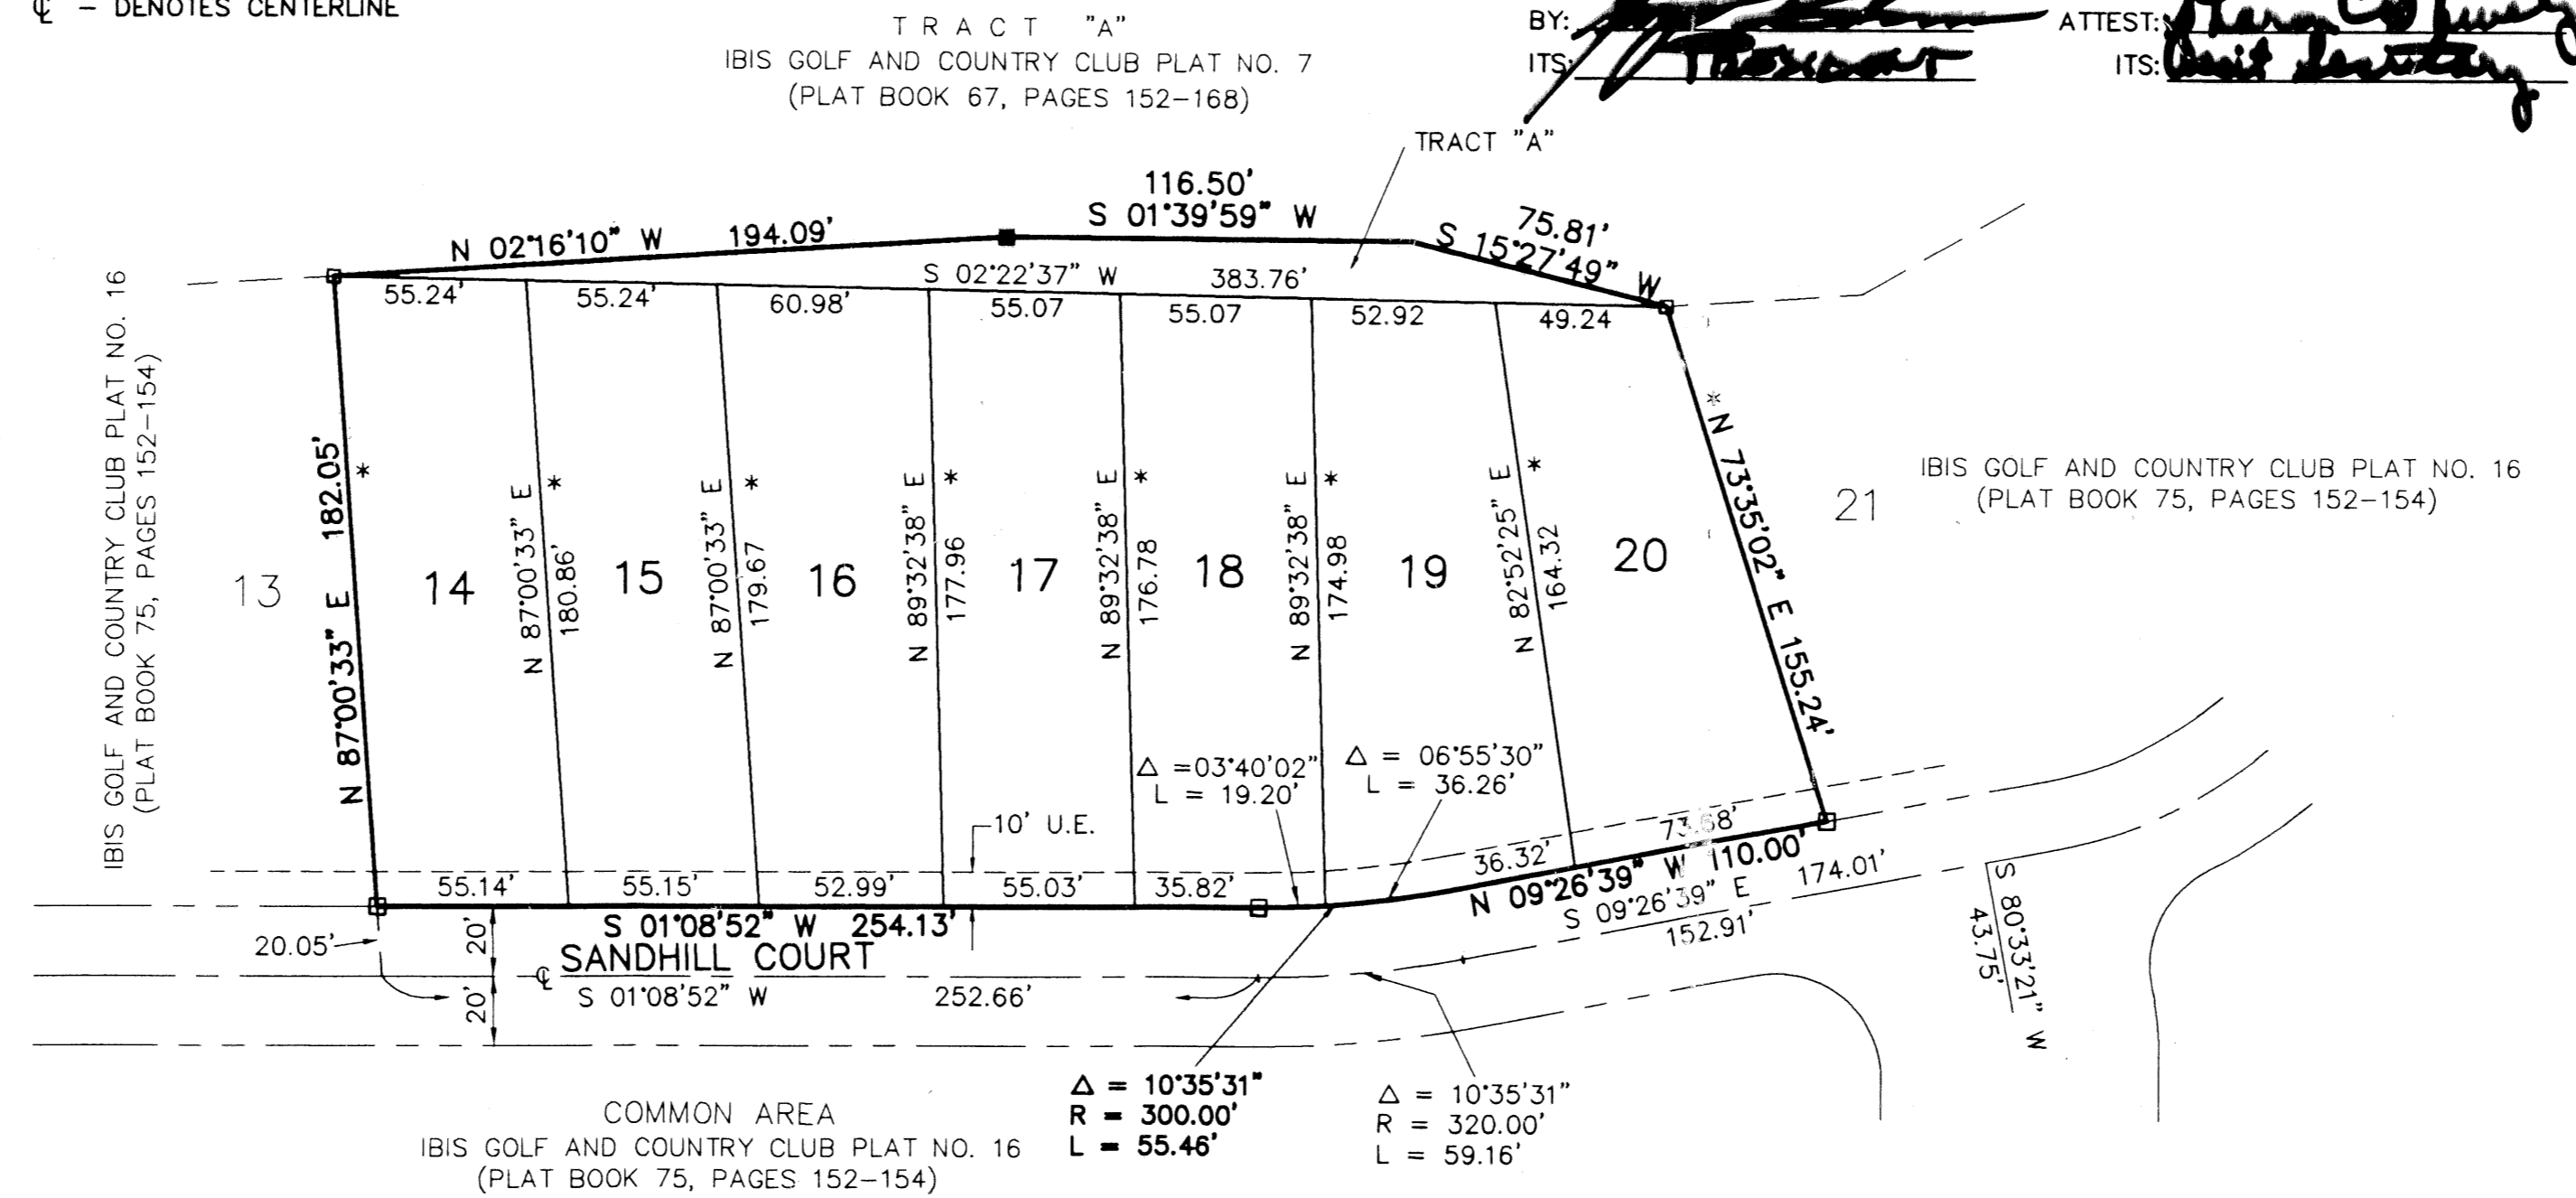 ℄ - DENOTES CENTERLINE
TRACT "A"
IBIS GOLF AND COUNTRY CLUB PLAT NO. 7
(PLAT BOOK 67, PAGES 152-168)
BY:
ITS: President
ATTEST:
ITS: Secretary
TRACT "A"
116.50'
S 01°39'59" W
N 02°16'10" W 194.09'
75.81'
S 15°27'49" W
S 02°22'37" W 383.76'
55.24'
55.24'
60.98'
55.07
55.07
52.92
49.24
IBIS GOLF AND COUNTRY CLUB PLAT NO. 16
(PLAT BOOK 75, PAGES 152-154)
13
N 87°00'33" E 182.05'
*
14
N 87°00'33" E *
180.86'
15
N 87°00'33" E *
179.67
16
N 89°32'38" E *
177.96
17
N 89°32'38" E *
176.78
18
N 89°32'38" E *
174.98
19
N 82°52'25" E *
164.32
20
*N 73°35'02" E 155.24'
21
IBIS GOLF AND COUNTRY CLUB PLAT NO. 16
(PLAT BOOK 75, PAGES 152-154)
Δ =03°40'02"
L = 19.20'
Δ = 06°55'30"
L = 36.26'
10' U.E.
55.14'
55.15'
52.99'
55.03'
35.82'
36.32'
73.68'
S 01°08'52" W 254.13'
N 09°26'39" W 110.00'
S 09°26'39" E 174.01'
152.91'
S 80°33'21" W
43.75'
20.05'
20'
20'
℄ SANDHILL COURT
S 01°08'52" W 252.66'
Δ = 10°35'31"
R = 300.00'
L = 55.46'
Δ = 10°35'31"
R = 320.00'
L = 59.16'
COMMON AREA
IBIS GOLF AND COUNTRY CLUB PLAT NO. 16
(PLAT BOOK 75, PAGES 152-154)